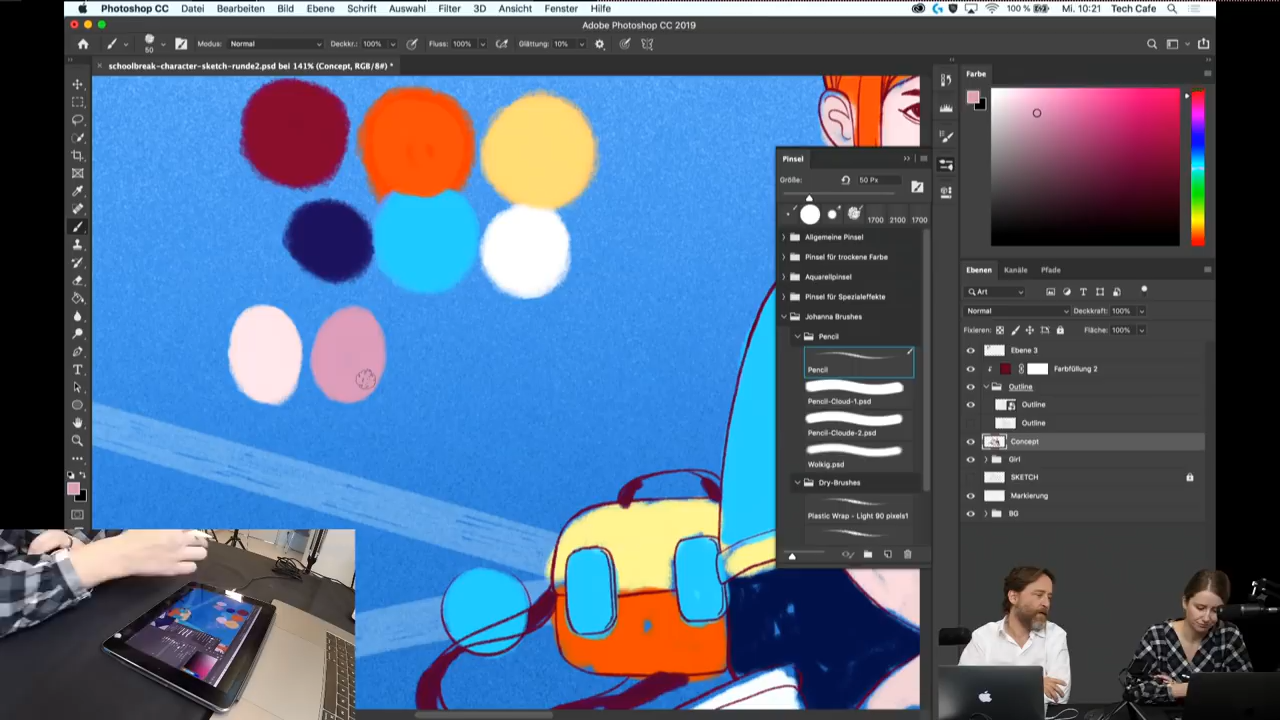 Photoshop CC Datei Bearbeiten Bild Ebene Schrift Auswahl Filter 3D Ansicht Fenster Hilfe 100 % Mi. 10:21 Tech Cafe
Adobe Photoshop CC 2019
50 Modus: Normal Deckkr.: 100% Fluss: 100% Glättung: 10%
× schoolbreak-character-sketch-runde2.psd bei 141% (Concept, RGB/8#) *
Farbe
Pinsel
Größe: 50 Px
1700 2100 1700
Allgemeine Pinsel
Pinsel für trockene Farbe
Aquarellpinsel
Pinsel für Spezialeffekte
Johanna Brushes
Pencil
Pencil
Pencil-Cloud-1.psd
Pencil-Cloude-2.psd
Wolkig.psd
Dry-Brushes
Plastic Wrap - Light 90 pixels1
Ebenen Kanäle Pfade
Art
Normal Deckkraft: 100%
Fixieren: Fläche: 100%
Ebene 3
Farbfüllung 2
Outline
Outline
Outline
Concept
Girl
SKETCH
Markierung
BG